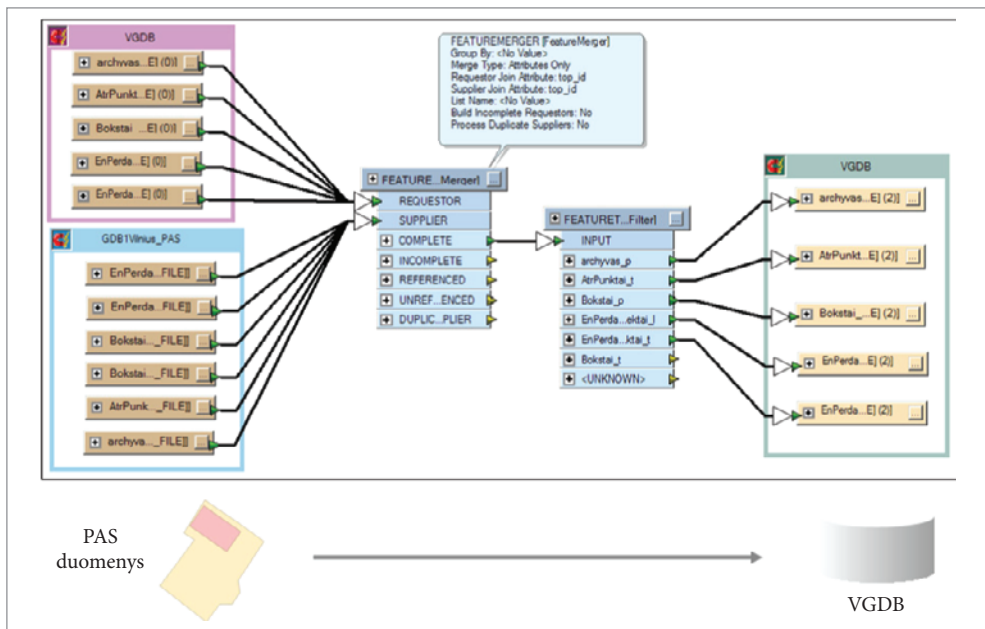 VGDB
archyvas...E] (0)]
AtrPunkt...E] (0)]
Bokstai ...E] (0)]
EnPerda...E] (0)]
EnPerda...E] (0)]
GDB1Vilnius_PAS
EnPerda...FILE]]
EnPerda...FILE]]
Bokstai..._FILE]]
Bokstai..._FILE]]
AtrPunk..._FILE]]
archyva..._FILE]]
FEATUREMERGER [FeatureMerger]
Group By: <No Value>
Merge Type: Attributes Only
Requestor Join Attribute: top_id
Supplier Join Attribute: top_id
List Name: <No Value>
Build Incomplete Requestors: No
Process Duplicate Suppliers: No
FEATURE...Merger]
REQUESTOR
SUPPLIER
COMPLETE
INCOMPLETE
REFERENCED
UNREF...ENCED
DUPLIC...PLIER
FEATURET...Filter]
INPUT
archyvas_p
AtrPunktai_t
Bokstai_p
EnPerda...ektai_l
EnPerda...ktai_t
Bokstai_t
<UNKNOWN>
VGDB
archyvas...E] (2)]
AtrPunkt...E] (2)]
Bokstai_...E] (2)]
EnPerda...E] (2)]
EnPerda...E] (2)]
PAS
duomenys
VGDB